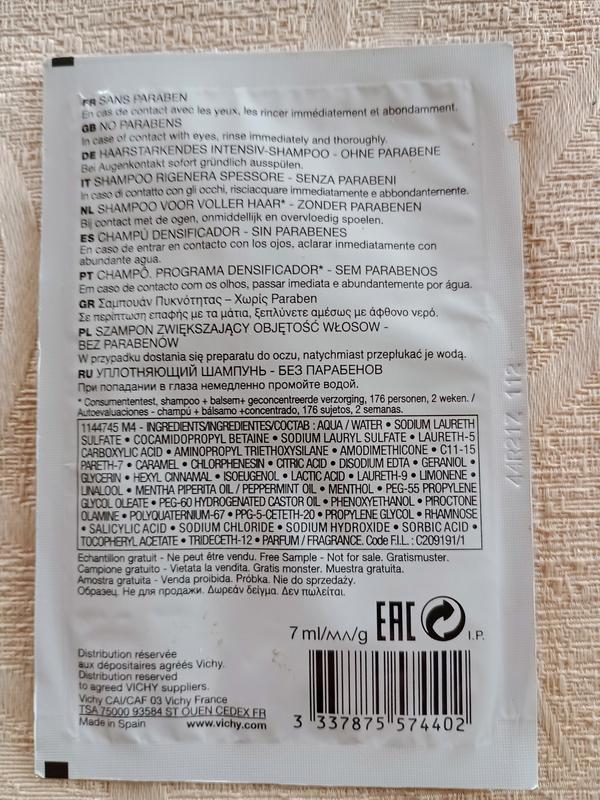 FR SANS PARABEN
En cas de contact avec les yeux, les rincer immédiatement et abondamment.
GB NO PARABENS
In case of contact with eyes, rinse immediately and thoroughly.
DE HAARSTARKENDES INTENSIV-SHAMPOO - OHNE PARABENE
Bei Augenkontakt sofort gründlich ausspülen.
IT SHAMPOO RIGENERA SPESSORE - SENZA PARABENI
In caso di contatto con gli occhi, risciacquare immediatamente e abbondantemente.
NL SHAMPOO VOOR VOLLER HAAR* - ZONDER PARABENEN
Bij contact met de ogen, onmiddellijk en overvloedig spoelen.
ES CHAMPÚ DENSIFICADOR - SIN PARABENES
En caso de entrar en contacto con los ojos, aclarar inmediatamente con
abundante agua.
PT CHAMPÔ. PROGRAMA DENSIFICADOR* - SEM PARABENOS
Em caso de contacto com os olhos, passar imediata e abundantemente por água.
GR Σαμπουάν Πυκνότητας – Χωρίς Paraben
Σε περίπτωση επαφής με τα μάτια, ξεπλύνετε αμέσως με άφθονο νερό.
PL SZAMPON ZWIĘKSZAJĄCY OBJĘTOŚĆ WŁOSOW -
BEZ PARABENÓW
W przypadku dostania się preparatu do oczu, natychmiast przepłukać je wodą.
RU УПЛОТНЯЮЩИЙ ШАМПУНЬ - БЕЗ ПАРАБЕНОВ
При попадании в глаза немедленно промойте водой.
* Consumententest, shampoo + balsem+ geconcentreerde verzorging, 176 personen, 2 weken. /
Autoevaluaciones - champú + bálsamo +concentrado, 176 sujetos, 2 semanas.
1144745 M4 - INGREDIENTS/INGREDIENTES/СОСТАВ : AQUA / WATER • SODIUM LAURETH
SULFATE • COCAMIDOPROPYL BETAINE • SODIUM LAURYL SULFATE • LAURETH-5
CARBOXYLIC ACID • AMINOPROPYL TRIETHOXYSILANE • AMODIMETHICONE • C11-15
PARETH-7 • CARAMEL • CHLORPHENESIN • CITRIC ACID • DISODIUM EDTA • GERANIOL •
GLYCERIN • HEXYL CINNAMAL • ISOEUGENOL • LACTIC ACID • LAURETH-9 • LIMONENE •
LINALOOL • MENTHA PIPERITA OIL / PEPPERMINT OIL • MENTHOL • PEG-55 PROPYLENE
GLYCOL OLEATE • PEG-60 HYDROGENATED CASTOR OIL • PHENOXYETHANOL • PIROCTONE
OLAMINE • POLYQUATERNIUM-67 • PPG-5-CETETH-20 • PROPYLENE GLYCOL • RHAMNOSE
• SALICYLIC ACID • SODIUM CHLORIDE • SODIUM HYDROXIDE • SORBIC ACID •
TOCOPHERYL ACETATE • TRIDECETH-12 • PARFUM / FRAGRANCE. Code F.I.L. : C209191/1
Echantillon gratuit - Ne peut être vendu. Free Sample - Not for sale. Gratismuster.
Campione gratuito - Vietata la vendita. Gratis monster. Muestra gratuita.
Amostra gratuita - Venda proibida. Próbka. Nie do sprzedaży.
Образец. Не для продажи. Δωρεάν δείγμα. Δεν πωλείται.
7 ml/мл/g EAC I.P.
Distribution réservée
aux dépositaires agréés Vichy.
Distribution reserved
to agreed VICHY suppliers.
Vichy CAI/CAF 03 Vichy France
TSA 75000 93584 ST OUEN CEDEX FR
Made in Spain www.vichy.com
3 337875 574402